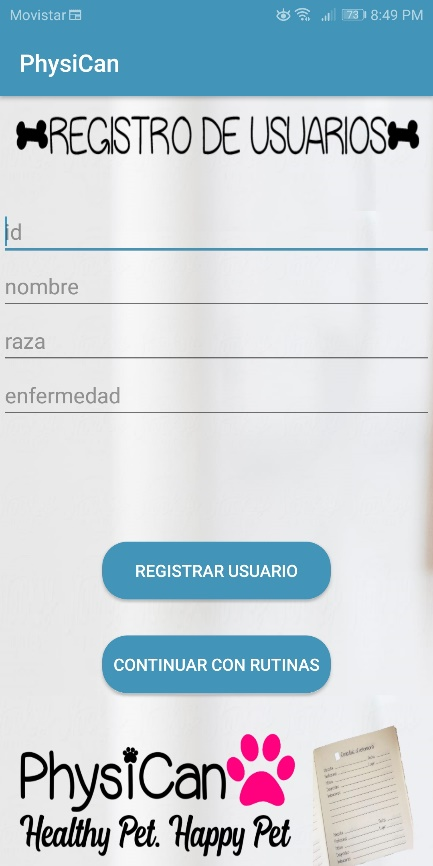 Movistar 73 8:49 PM
PhysiCan
REGISTRO DE USUARIOS
id
nombre
raza
enfermedad
REGISTRAR USUARIO
CONTINUAR CON RUTINAS
PhysiCan
Healthy Pet. Happy Pet